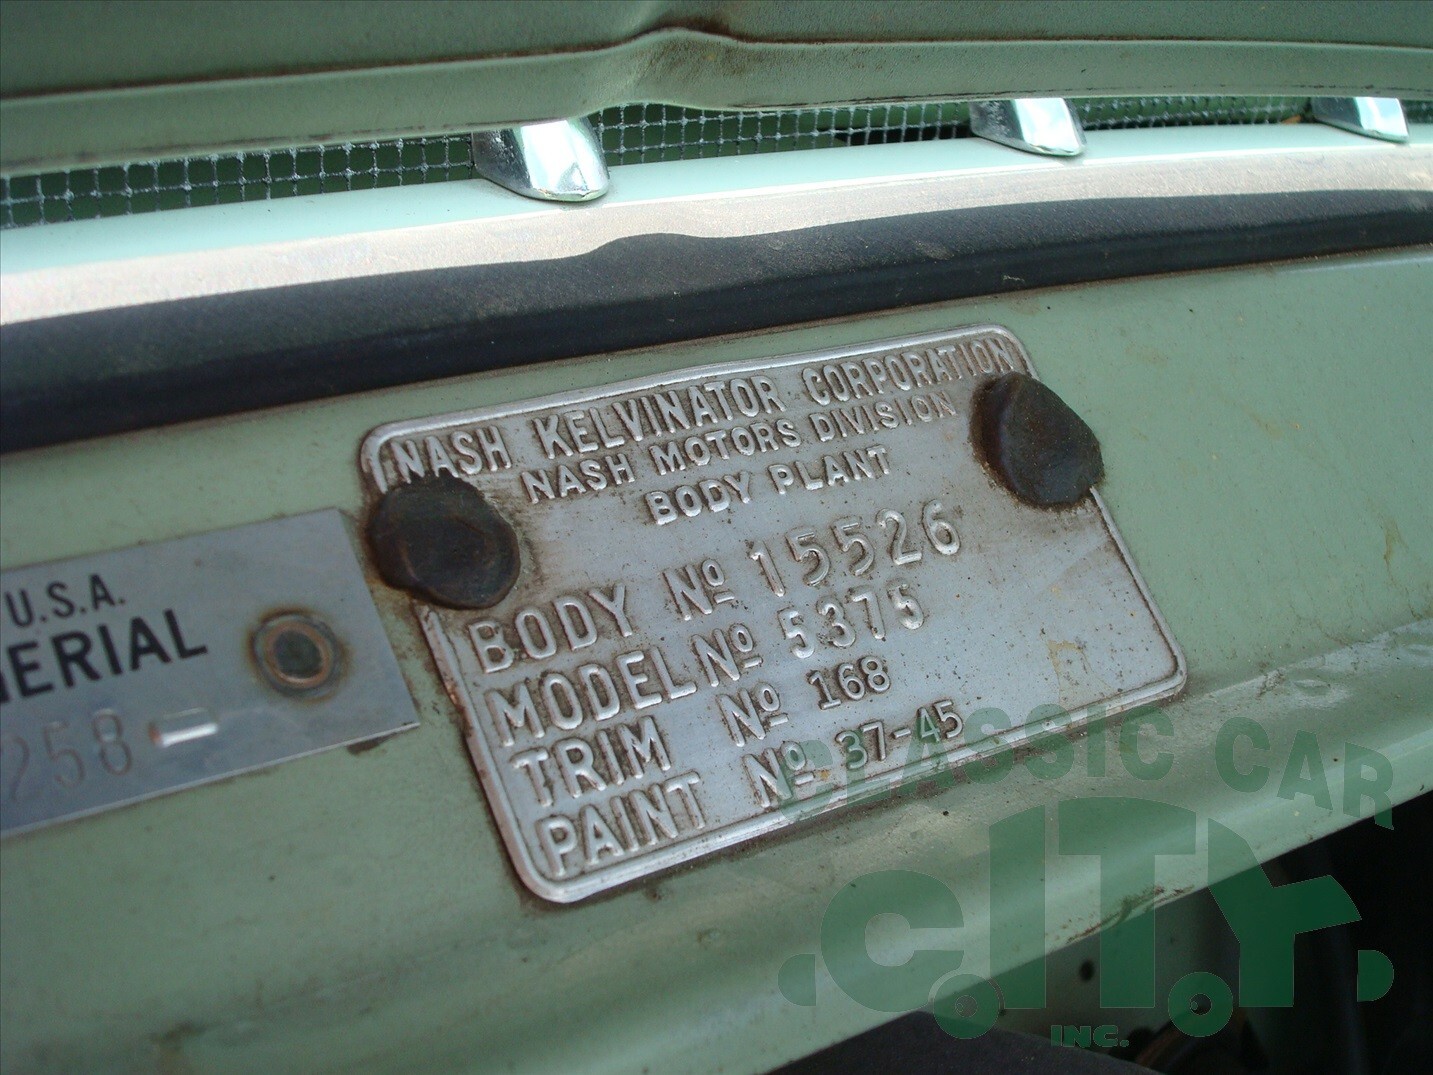 NASH KELVINATOR CORPORATION
NASH MOTORS DIVISION
BODY PLANT
BODY Nº 15526
MODEL Nº 5375
TRIM Nº 168
PAINT Nº 37-45
U.S.A.
NERIAL
258-
CLASSIC CAR
CITY
INC.